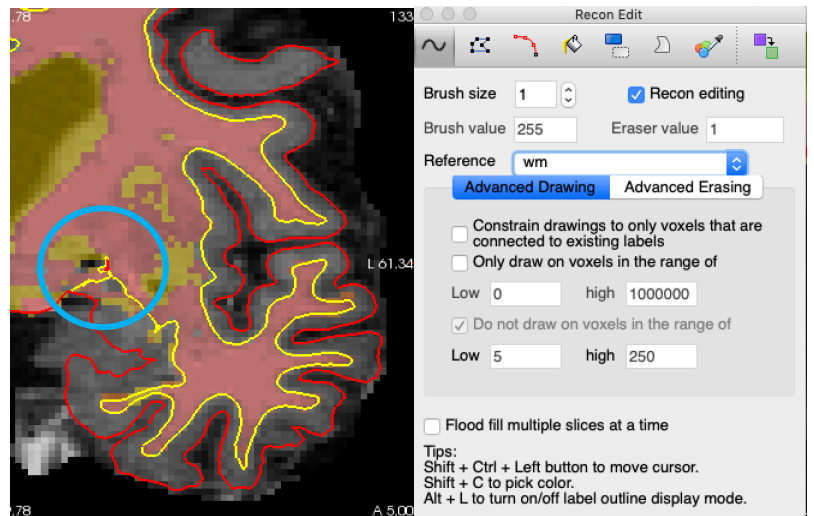 .78
133
L 61.34
.78
A 5.00
Recon Edit
Brush size 1
Recon editing
Brush value 255
Eraser value 1
Reference wm
Advanced Drawing
Advanced Erasing
Constrain drawings to only voxels that are
connected to existing labels
Only draw on voxels in the range of
Low 0 high 1000000
Do not draw on voxels in the range of
Low 5 high 250
Flood fill multiple slices at a time
Tips:
Shift + Ctrl + Left button to move cursor.
Shift + C to pick color.
Alt + L to turn on/off label outline display mode.